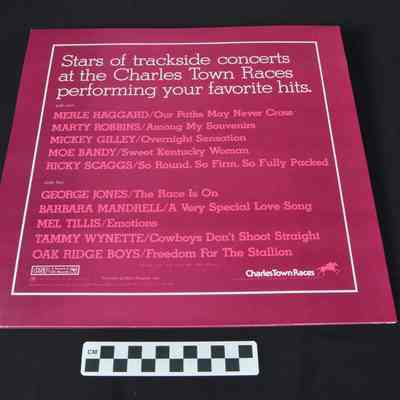 Stars of trackside concerts
at the Charles Town Races
performing your favorite hits.
MERLE HAGGARD/Our Paths May Never Cross
MARTY ROBBINS/Among My Souvenirs
MICKEY GILLEY/Overnight Sensation
MOE BANDY/Sweet Kentucky Woman
RICKY SCAGGS/So Round, So Firm, So Fully Packed
GEORGE JONES/The Race Is On
BARBARA MANDRELL/A Very Special Love Song
MEL TILLIS/Emotions
TAMMY WYNETTE/Cowboys Don't Shoot Straight
OAK RIDGE BOYS/Freedom For The Stallion
CharlesTown Races
CM